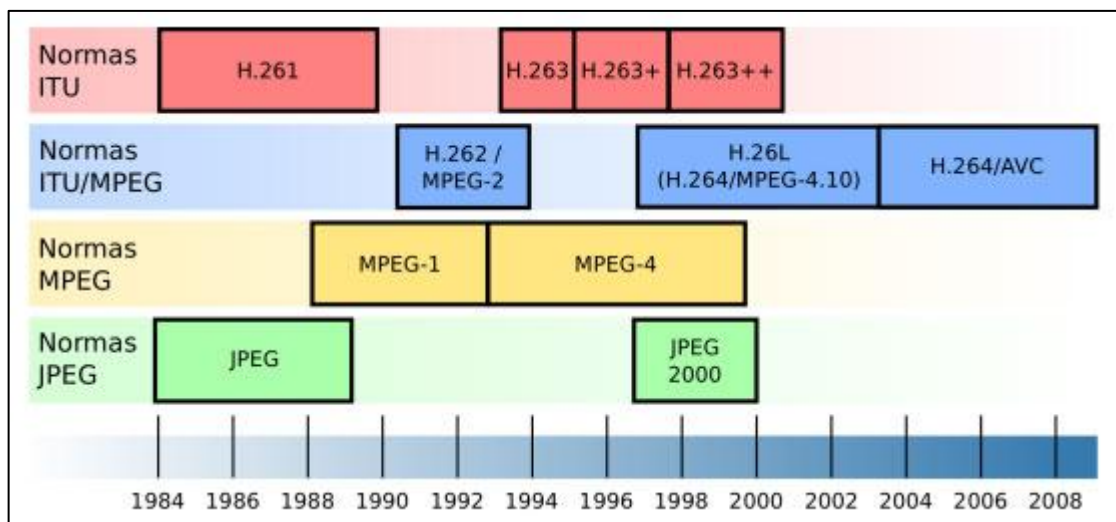 Normas
ITU
H.261
H.263
H.263+
H.263++
Normas
ITU/MPEG
H.262 /
MPEG-2
H.26L
(H.264/MPEG-4.10)
H.264/AVC
Normas
MPEG
MPEG-1
MPEG-4
Normas
JPEG
JPEG
JPEG
2000
1984 1986 1988 1990 1992 1994 1996 1998 2000 2002 2004 2006 2008